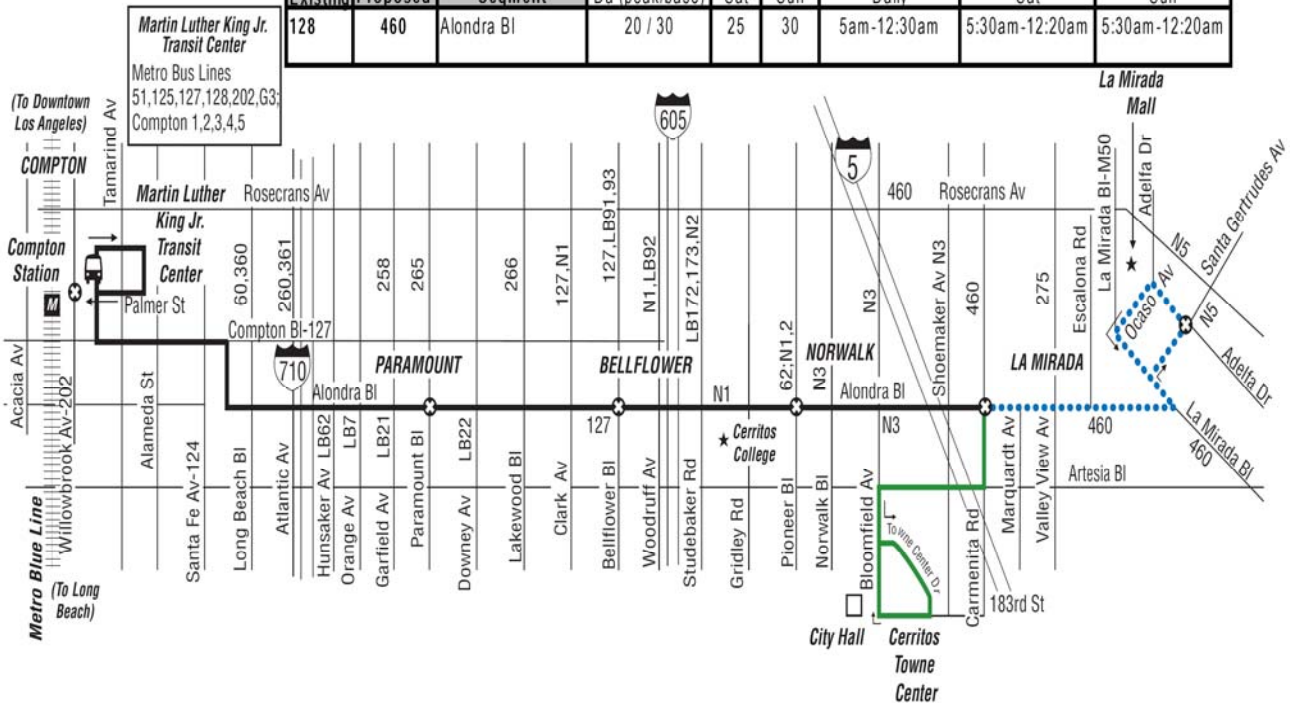 Martin Luther King Jr.
Transit Center
Metro Bus Lines
51,125,127,128,202,G3;
Compton 1,2,3,4,5
Existing Proposed Segment
128 460 Alondra Bl 20 / 30 25 30 5am-12:30am 5:30am-12:20am 5:30am-12:20am
(To Downtown
Los Angeles)
COMPTON
Tamarind Av
Martin Luther
King Jr.
Transit
Center
Rosecrans Av
605
5
460
Rosecrans Av
La Mirada
Mall
La Mirada Bl-M50
Adelfa Dr
Santa Gertrudes Av
N5
Compton
Station
M
Palmer St
60,360
260,361
258
265
266
127,N1
127,LB91,93
N1,LB92
LB172,173,N2
62;N1,2
N3
N3
Shoemaker Av N3
460
275
Escalona Rd
Ocaso Av
N5
Adelfa Dr
Compton Bl-127
710
PARAMOUNT
BELLFLOWER
NORWALK
LA MIRADA
Alondra Bl
N1
Alondra Bl
Acacia Av
Willowbrook Av-202
Alameda St
Santa Fe Av-124
Long Beach Bl
Atlantic Av
Hunsaker Av LB62
Orange Av LB7
Garfield Av LB21
Paramount Bl
Downey Av LB22
Lakewood Bl
Clark Av
127
Bellflower Bl
Woodruff Av
Studebaker Rd
Cerritos
College
Gridley Rd
Pioneer Bl
Norwalk Bl
N3
Bloomfield Av
Carmenita Rd
Marquardt Av
Valley View Av
460
La Mirada Bl
460
Artesia Bl
Towne Center Dr
183rd St
City Hall
Cerritos
Towne
Center
Metro Blue Line
(To Long
Beach)